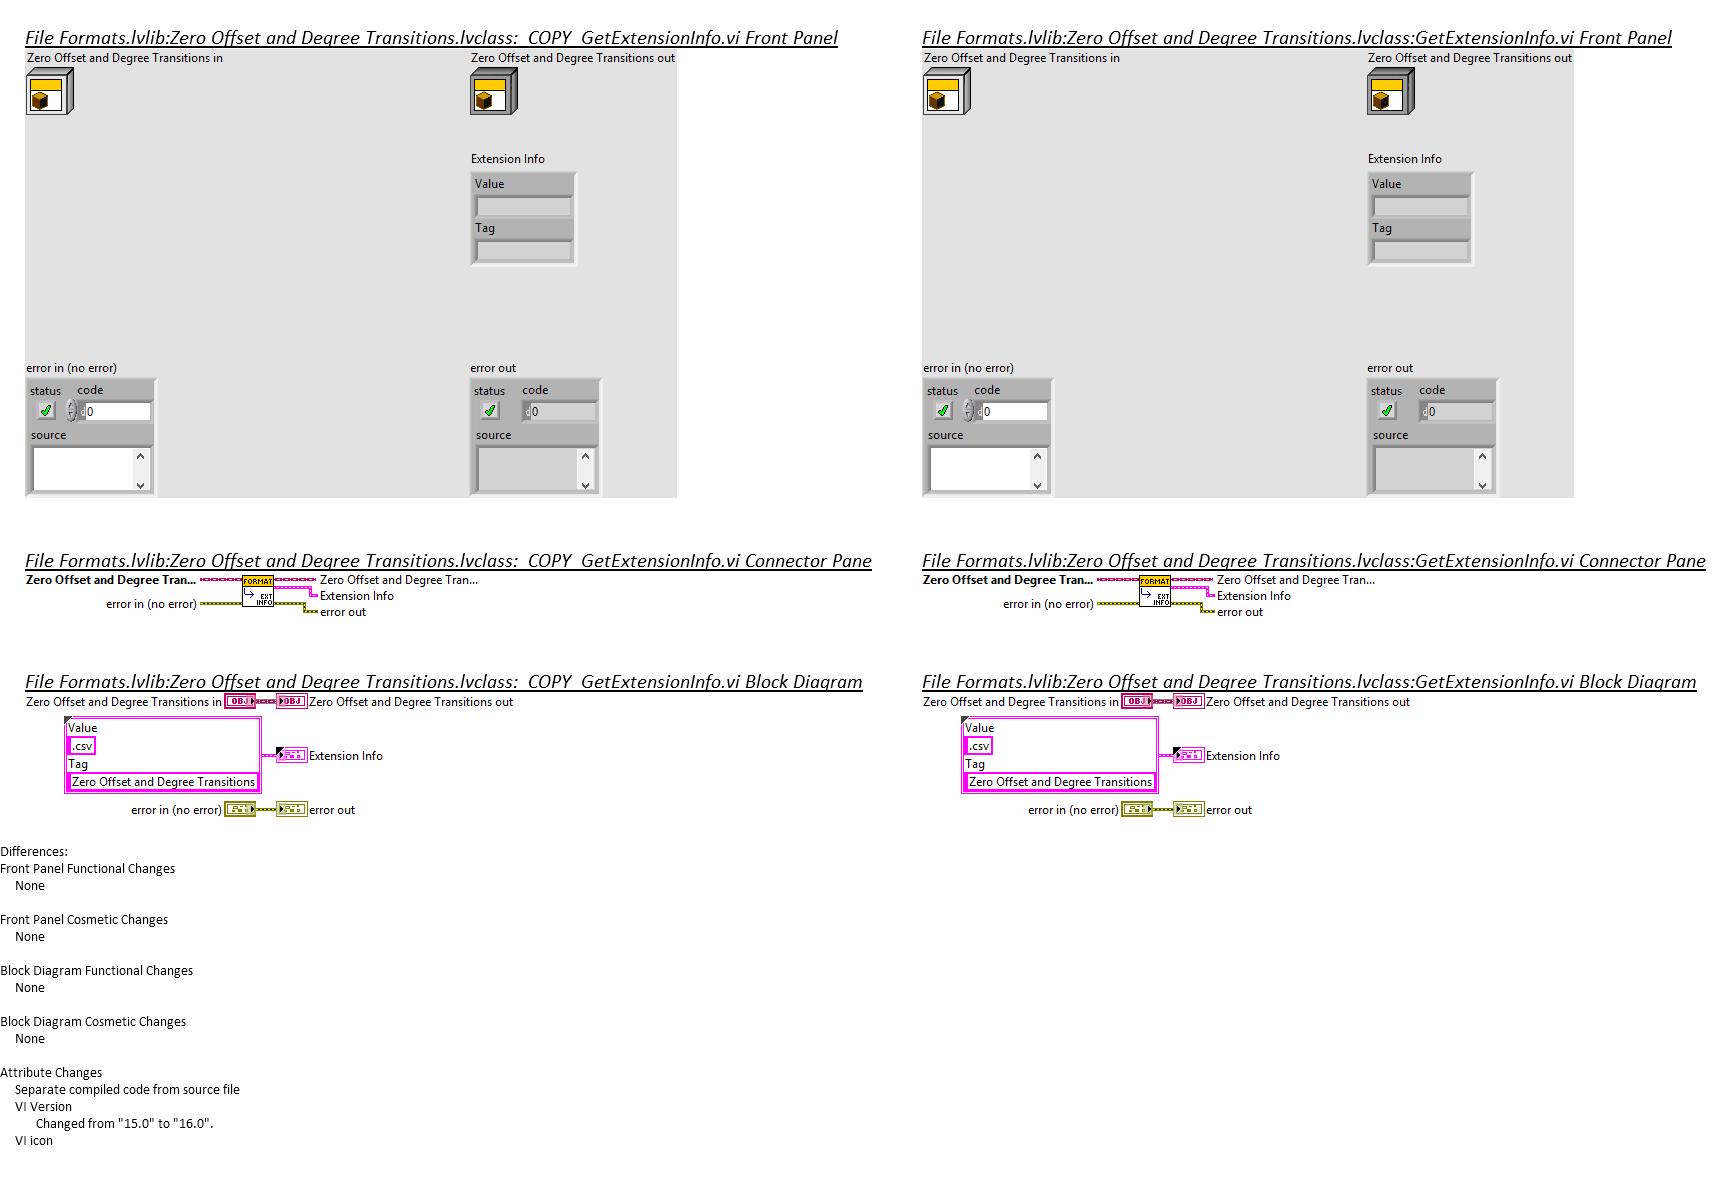 File Formats.lvlib:Zero Offset and Degree Transitions.lvclass:_COPY_GetExtensionInfo.vi Front Panel
Zero Offset and Degree Transitions in
Zero Offset and Degree Transitions out
Extension Info
Value
Tag
error in (no error)
status
code
d0
source
error out
status
code
d0
source
File Formats.lvlib:Zero Offset and Degree Transitions.lvclass:GetExtensionInfo.vi Front Panel
Zero Offset and Degree Transitions in
Zero Offset and Degree Transitions out
Extension Info
Value
Tag
error in (no error)
status
code
d0
source
error out
status
code
d0
source
File Formats.lvlib:Zero Offset and Degree Transitions.lvclass:_COPY_GetExtensionInfo.vi Connector Pane
Zero Offset and Degree Tran...
error in (no error)
FORMAT
EXT
INFO
Zero Offset and Degree Tran...
Extension Info
error out
File Formats.lvlib:Zero Offset and Degree Transitions.lvclass:GetExtensionInfo.vi Connector Pane
Zero Offset and Degree Tran...
error in (no error)
FORMAT
EXT
INFO
Zero Offset and Degree Tran...
Extension Info
error out
File Formats.lvlib:Zero Offset and Degree Transitions.lvclass:_COPY_GetExtensionInfo.vi Block Diagram
Zero Offset and Degree Transitions in
OBJ
OBJ
Zero Offset and Degree Transitions out
Value
.csv
Tag
Zero Offset and Degree Transitions
Extension Info
error in (no error)
error out
File Formats.lvlib:Zero Offset and Degree Transitions.lvclass:GetExtensionInfo.vi Block Diagram
Zero Offset and Degree Transitions in
OBJ
OBJ
Zero Offset and Degree Transitions out
Value
.csv
Tag
Zero Offset and Degree Transitions
Extension Info
error in (no error)
error out
Differences:
Front Panel Functional Changes
None
Front Panel Cosmetic Changes
None
Block Diagram Functional Changes
None
Block Diagram Cosmetic Changes
None
Attribute Changes
Separate compiled code from source file
VI Version
Changed from "15.0" to "16.0".
VI icon